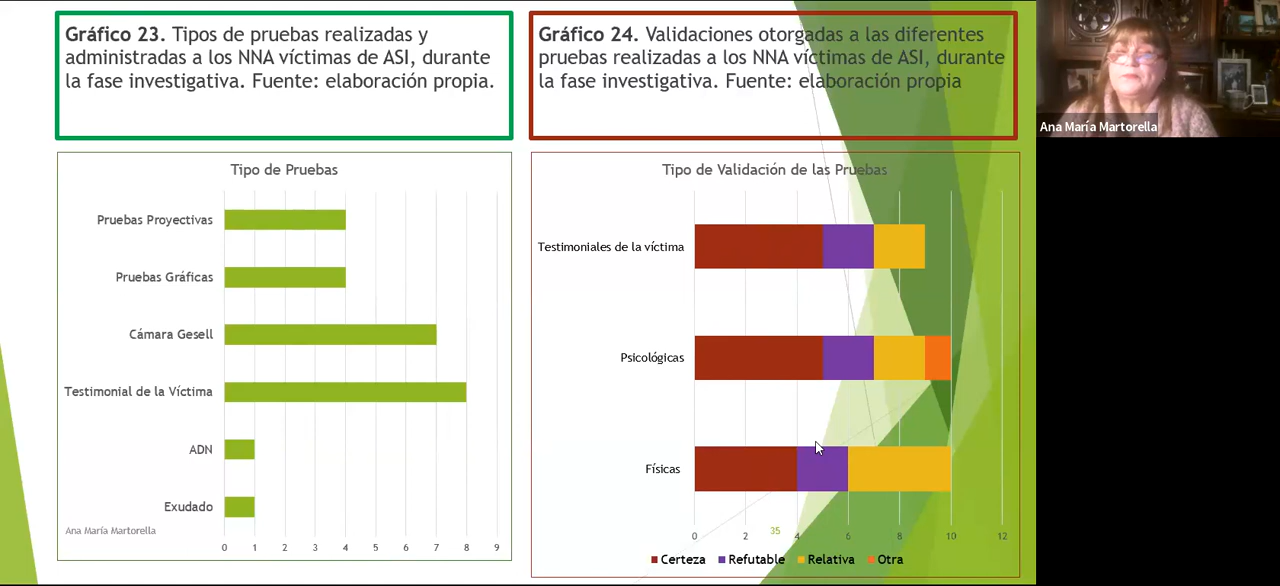 Gráfico 23. Tipos de pruebas realizadas y
administradas a los NNA víctimas de ASI, durante
la fase investigativa. Fuente: elaboración propia.
Gráfico 24. Validaciones otorgadas a las diferentes
pruebas realizadas a los NNA víctimas de ASI, durante
la fase investigativa. Fuente: elaboración propia
Ana María Martorella
Tipo de Pruebas
Pruebas Proyectivas
Pruebas Gráficas
Cámara Gesell
Testimonial de la Víctima
ADN
Exudado
Ana María Martorella
0 1 2 3 4 5 6 7 8 9
Tipo de Validación de las Pruebas
Testimoniales de la víctima
Psicológicas
Físicas
35
0 2 4 6 8 10 12
Certeza Refutable Relativa Otra